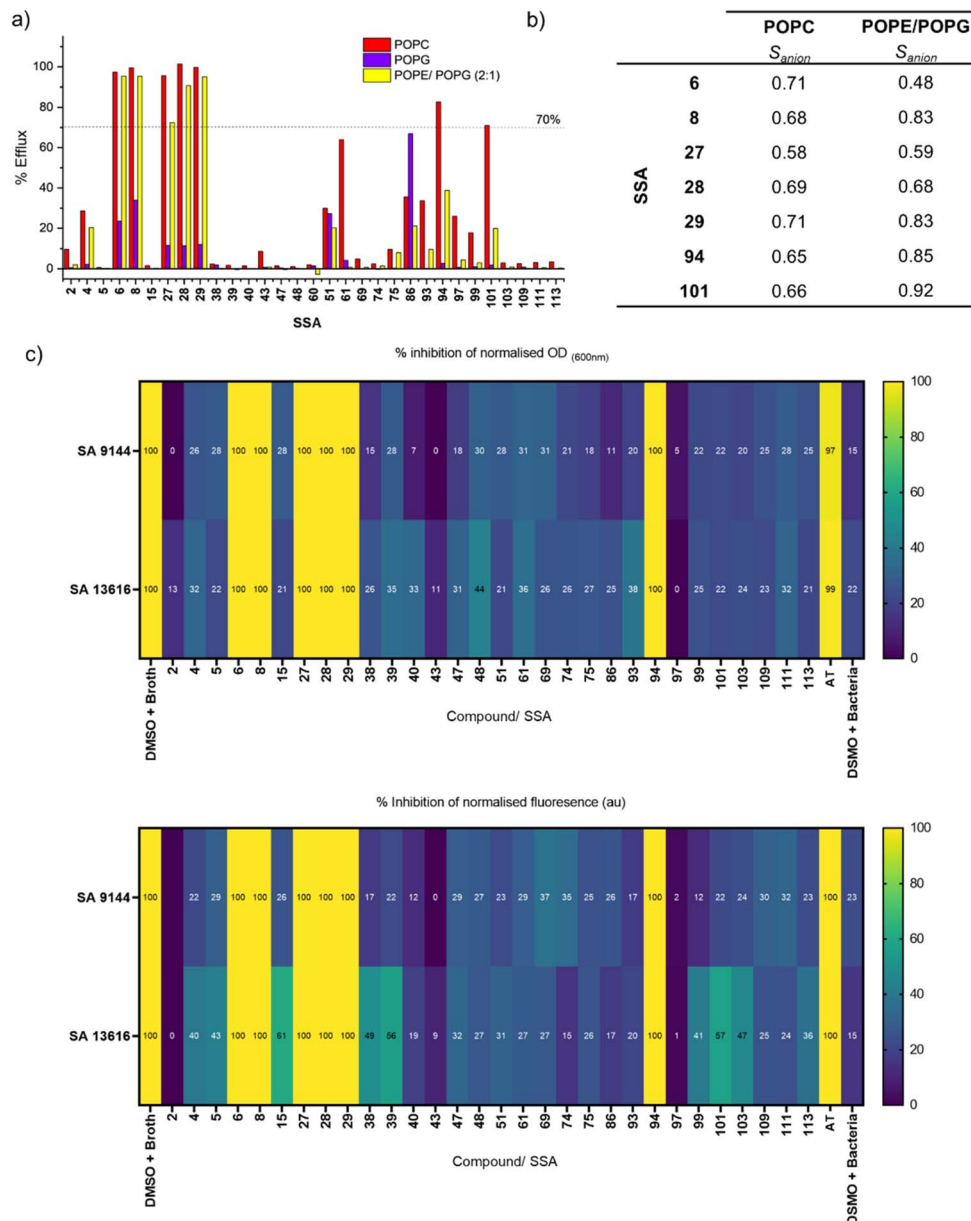 a)
POPC
POPG
POPE/ POPG (2:1)
70%
% Efflux
100
80
60
40
20
0
2 4 5 6 8 15 27 28 29 38 39 40 43 47 48 60 51 61 69 74 75 86 93 94 97 99 101 103 109 111 113
SSA
b)
POPC POPE/POPG
S_anion S_anion
SSA
6 0.71 0.48
8 0.68 0.83
27 0.58 0.59
28 0.69 0.68
29 0.71 0.83
94 0.65 0.85
101 0.66 0.92
c)
% inhibition of normalised OD (600nm)
SA 9144 100 0 26 28 100 100 28 100 100 100 15 28 7 0 18 30 28 31 31 21 18 11 20 100 5 22 22 20 25 28 25 97 15
SA 13616 100 13 32 22 100 100 21 100 100 100 26 35 33 11 31 44 21 36 26 26 27 25 38 100 0 25 22 24 23 32 21 99 22
DMSO + Broth 2 4 5 6 8 15 27 28 29 38 39 40 43 47 48 51 61 69 74 75 86 93 94 97 99 101 103 109 111 113 AT DSMO + Bacteria
Compound/ SSA
100
80
60
40
20
0
% Inhibition of normalised fluoresence (au)
SA 9144 100 22 29 100 100 26 100 100 100 17 22 12 0 29 27 23 29 37 35 25 26 17 100 2 12 22 24 30 32 23 100 23
SA 13616 100 0 40 43 100 100 61 100 100 100 49 56 19 9 32 27 31 27 27 15 26 17 20 100 1 41 57 47 25 24 36 100 15
DMSO + Broth 2 4 5 6 8 15 27 28 29 38 39 40 43 47 48 51 61 69 74 75 86 93 94 97 99 101 103 109 111 113 AT DSMO + Bacteria
Compound/ SSA
100
80
60
40
20
0